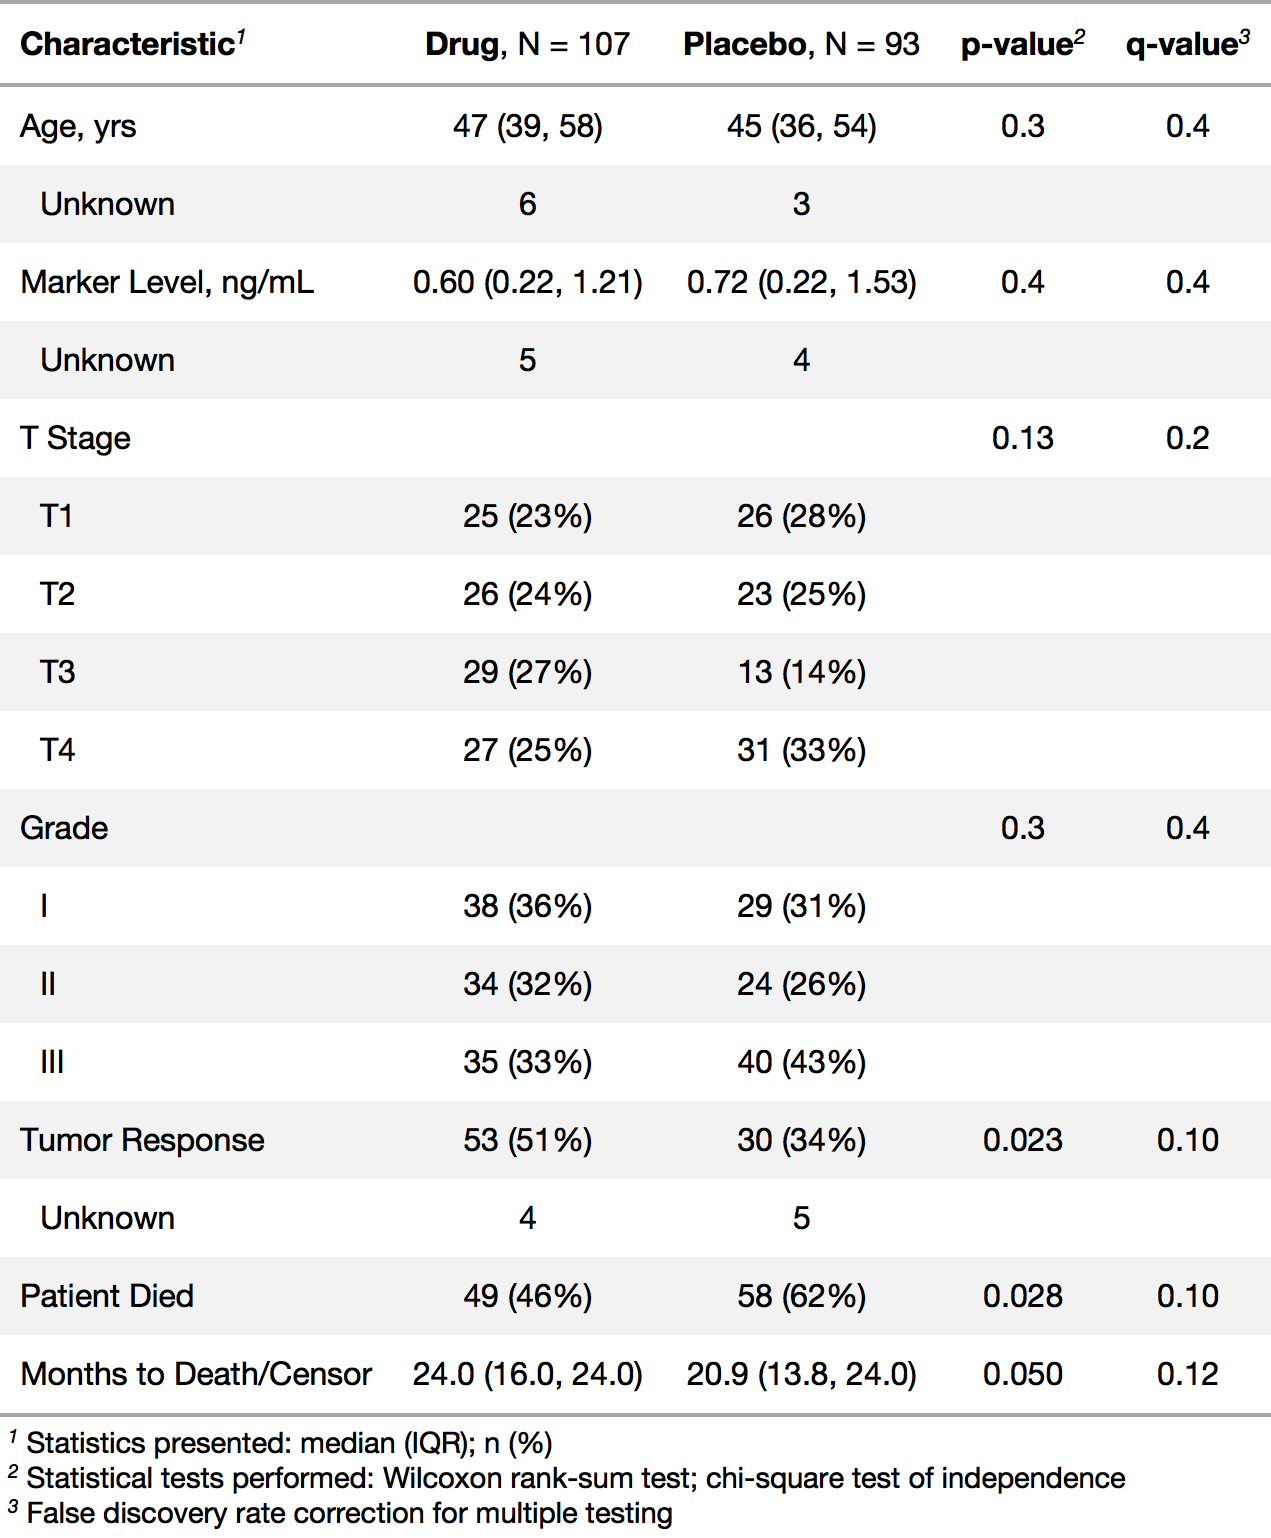 Characteristic1 Drug, N = 107 Placebo, N = 93 p-value2 q-value3
Age, yrs 47 (39, 58) 45 (36, 54) 0.3 0.4
Unknown 6 3
Marker Level, ng/mL 0.60 (0.22, 1.21) 0.72 (0.22, 1.53) 0.4 0.4
Unknown 5 4
T Stage 0.13 0.2
T1 25 (23%) 26 (28%)
T2 26 (24%) 23 (25%)
T3 29 (27%) 13 (14%)
T4 27 (25%) 31 (33%)
Grade 0.3 0.4
I 38 (36%) 29 (31%)
II 34 (32%) 24 (26%)
III 35 (33%) 40 (43%)
Tumor Response 53 (51%) 30 (34%) 0.023 0.10
Unknown 4 5
Patient Died 49 (46%) 58 (62%) 0.028 0.10
Months to Death/Censor 24.0 (16.0, 24.0) 20.9 (13.8, 24.0) 0.050 0.12
1 Statistics presented: median (IQR); n (%)
2 Statistical tests performed: Wilcoxon rank-sum test; chi-square test of independence
3 False discovery rate correction for multiple testing